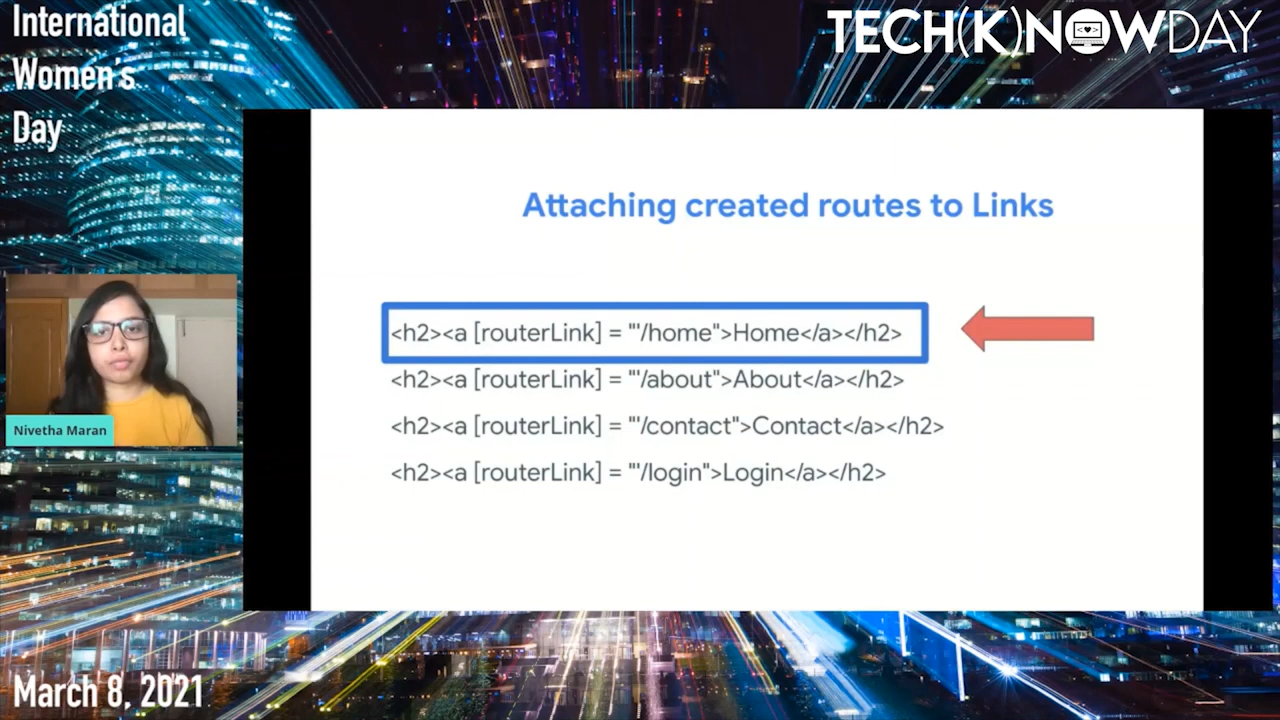 International
Women's
Day
TECH(K)NOWDAY
Attaching created routes to Links
<h2><a [routerLink] = "'/home">Home</a></h2>
<h2><a [routerLink] = "'/about">About</a></h2>
<h2><a [routerLink] = "'/contact">Contact</a></h2>
<h2><a [routerLink] = "'/login">Login</a></h2>
Nivetha Maran
March 8, 2021